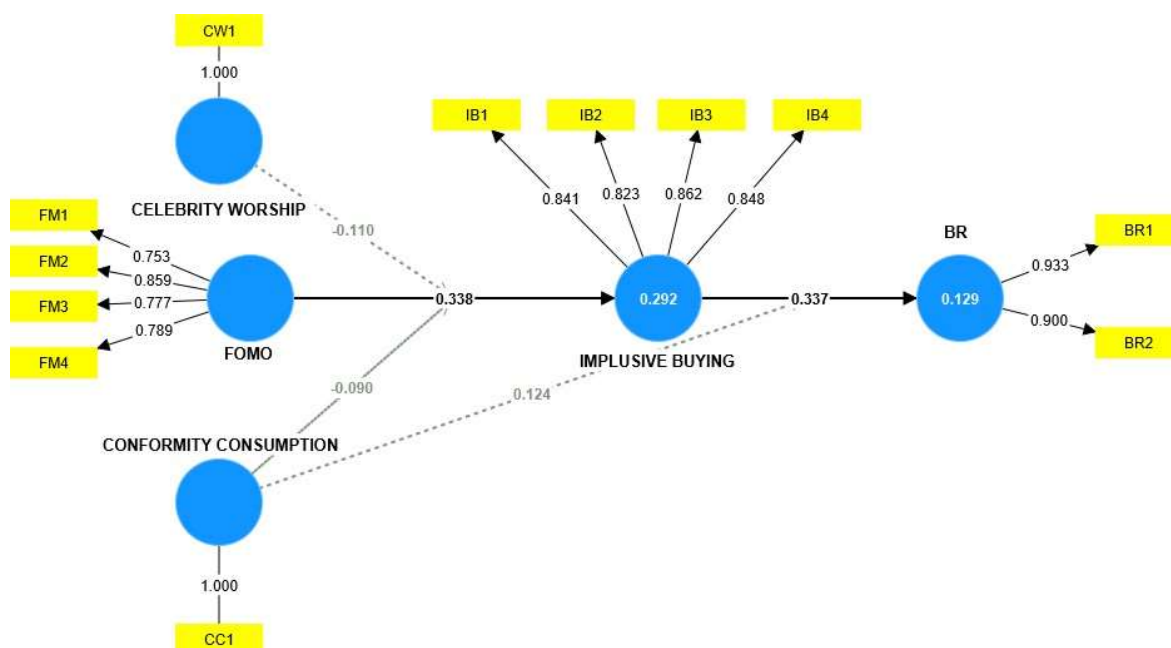 CW1
1.000
IB1
IB2
IB3
IB4
0.841
0.823
0.862
0.848
CELEBRITY WORSHIP
FM1
FM2
FM3
FM4
0.753
0.859
0.777
0.789
-0.110
BR
BR1
0.933
0.338
0.292
0.337
0.129
0.900
BR2
FOMO
IMPLUSIVE BUYING
-0.090
0.124
CONFORMITY CONSUMPTION
1.000
CC1